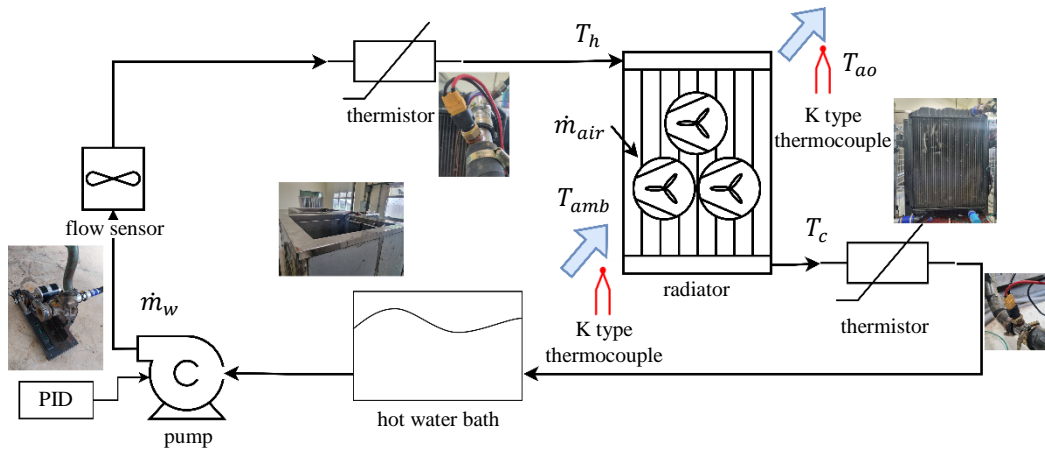 T_h
T_ao
thermistor
K type
thermocouple
ṁ_air
T_amb
flow sensor
T_c
ṁ_w
radiator
K type
thermocouple
thermistor
PID
pump
hot water bath